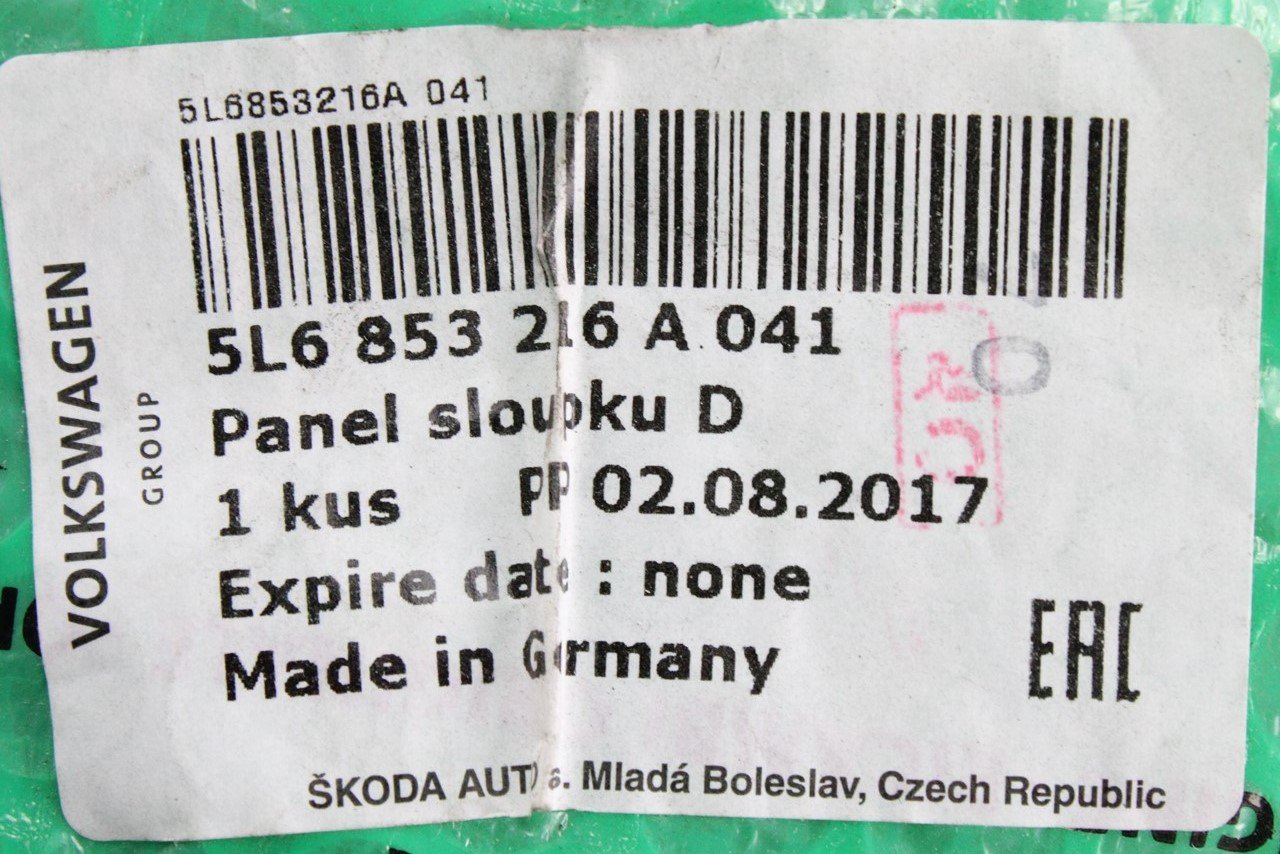 5L6853216A 041
VOLKSWAGEN
GROUP
5L6 853 216 A 041
Panel sloupku D
1 kus PP 02.08.2017
Expire date : none
Made in Germany
EAC
ŠKODA AUTO a.s. Mladá Boleslav, Czech Republic